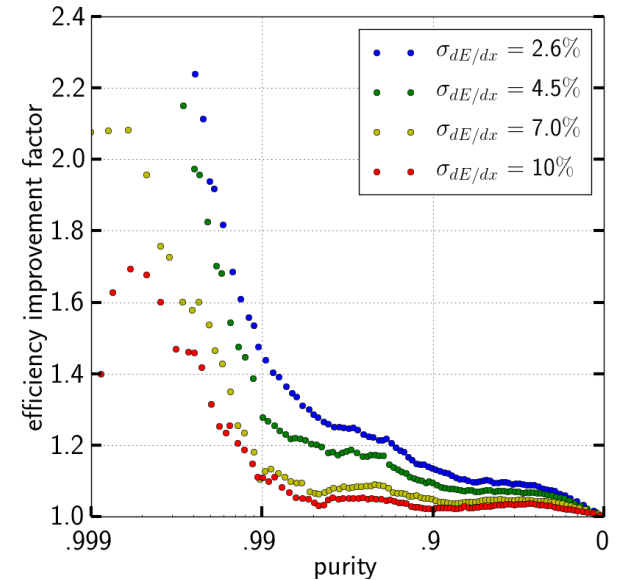 2.4
2.2
2.0
1.8
1.6
1.4
1.2
1.0
efficiency improvement factor
σdE/dx = 2.6%
σdE/dx = 4.5%
σdE/dx = 7.0%
σdE/dx = 10%
.999
.99
.9
0
purity